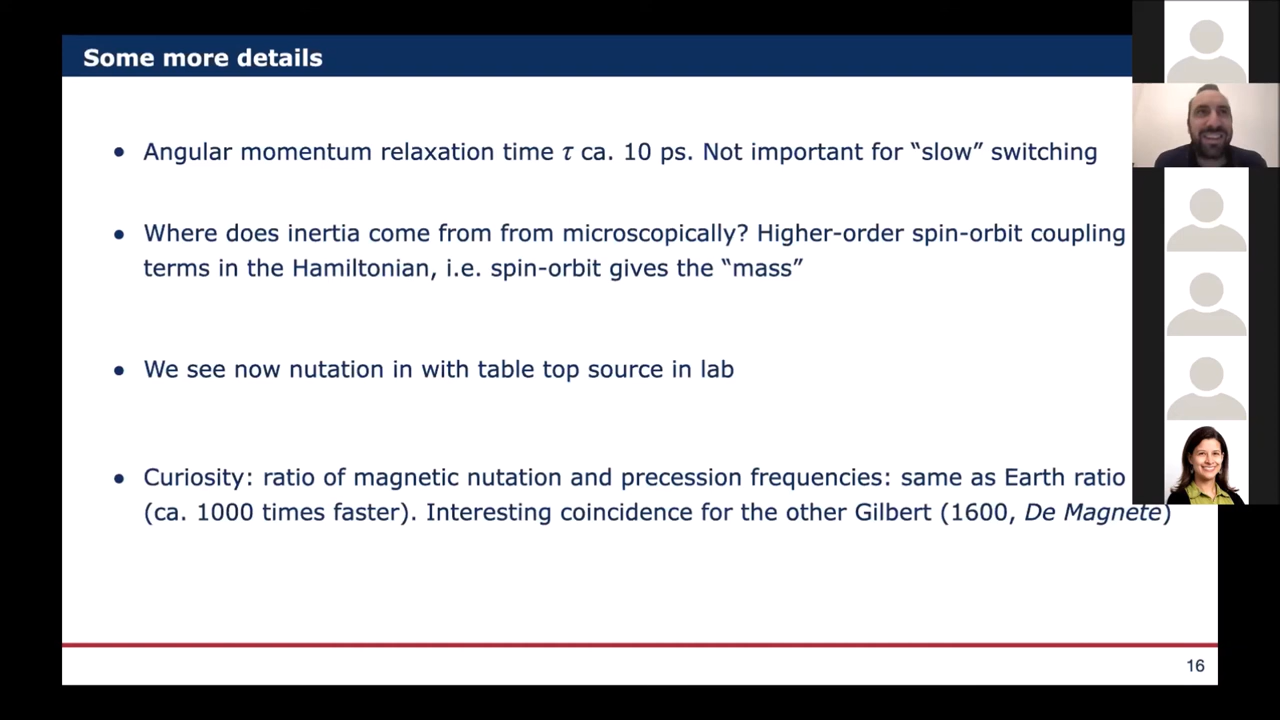 Some more details
• Angular momentum relaxation time τ ca. 10 ps. Not important for “slow” switching
• Where does inertia come from from microscopically? Higher-order spin-orbit coupling
terms in the Hamiltonian, i.e. spin-orbit gives the “mass”
• We see now nutation in with table top source in lab
• Curiosity: ratio of magnetic nutation and precession frequencies: same as Earth ratio
(ca. 1000 times faster). Interesting coincidence for the other Gilbert (1600, De Magnete)
16